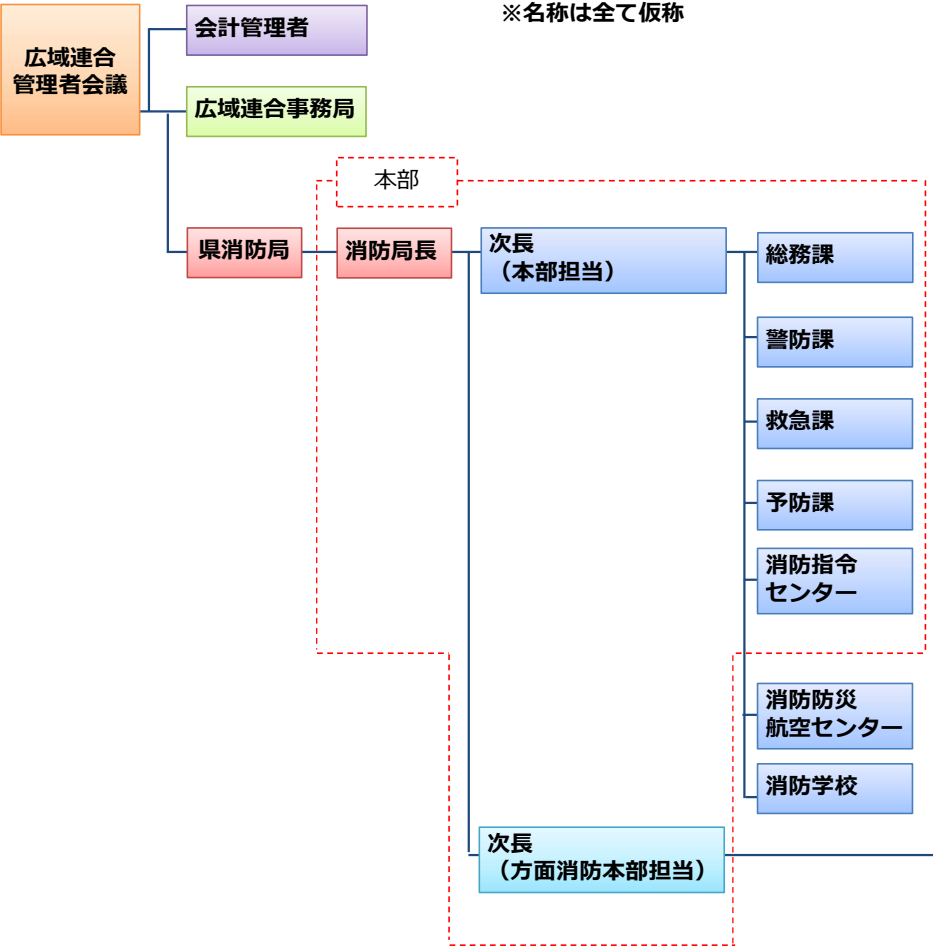 ※名称は全て仮称
広域連合
管理者会議
会計管理者
広域連合事務局
本部
県消防局
消防局長
次長
（本部担当）
総務課
警防課
救急課
予防課
消防指令
センター
消防防災
航空センター
消防学校
次長
（方面消防本部担当）